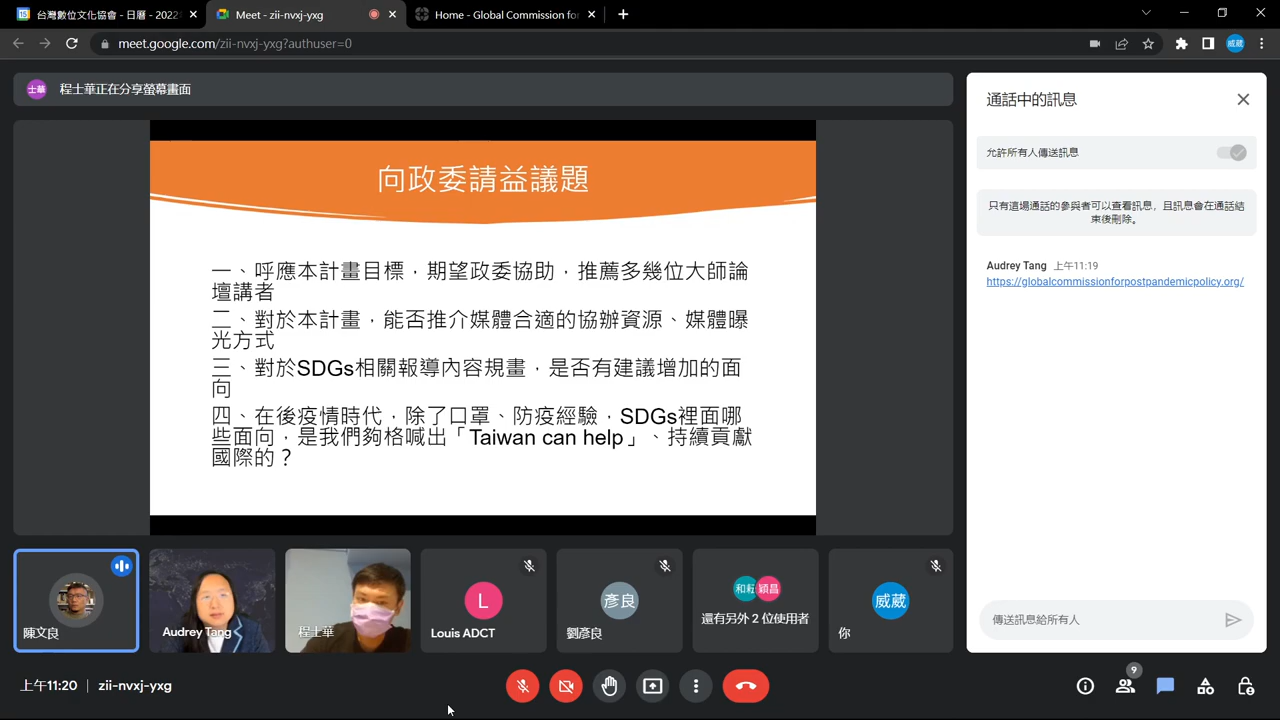 台灣數位文化協會 - 日曆 - 2022
Meet - zii-nvxj-yxg
Home - Global Commission for
meet.google.com/zii-nvxj-yxg?authuser=0
威葳
士華
程士華正在分享螢幕畫面
向政委請益議題
一、呼應本計畫目標，期望政委協助，推薦多幾位大師論
壇講者
二、對於本計畫，能否推介媒體合適的協辦資源、媒體曝
光方式
三、對於SDGs相關報導內容規畫，是否有建議增加的面
向
四、在後疫情時代，除了口罩、防疫經驗，SDGs裡面哪
些面向，是我們夠格喊出「Taiwan can help」、持續貢獻
國際的？
通話中的訊息
允許所有人傳送訊息
只有這場通話的參與者可以查看訊息，且訊息會在通話結
束後刪除。
Audrey Tang 上午11:19
https://globalcommissionforpostpandemicpolicy.org/
傳送訊息給所有人
陳文良
Audrey Tang
程士華
L
Louis ADCT
彥良
劉彥良
和耘
穎昌
還有另外 2 位使用者
威葳
你
上午11:20 | zii-nvxj-yxg
9